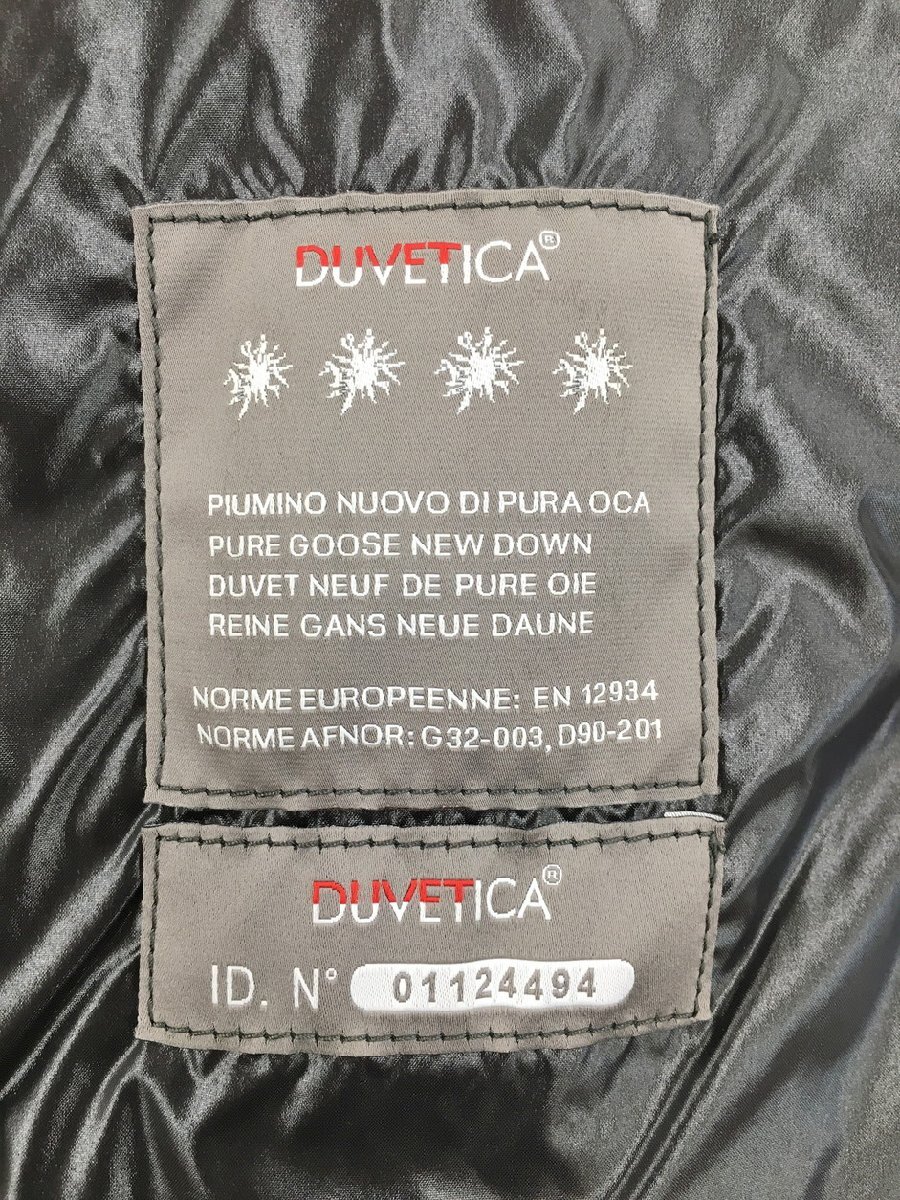 DUVETICA®
PIUMINO NUOVO DI PURA OCA
PURE GOOSE NEW DOWN
DUVET NEUF DE PURE OIE
REINE GANS NEUE DAUNE
NORME EUROPEENNE: EN 12934
NORME AFNOR: G32-003, D90-201
DUVETICA®
ID. N° 01124494